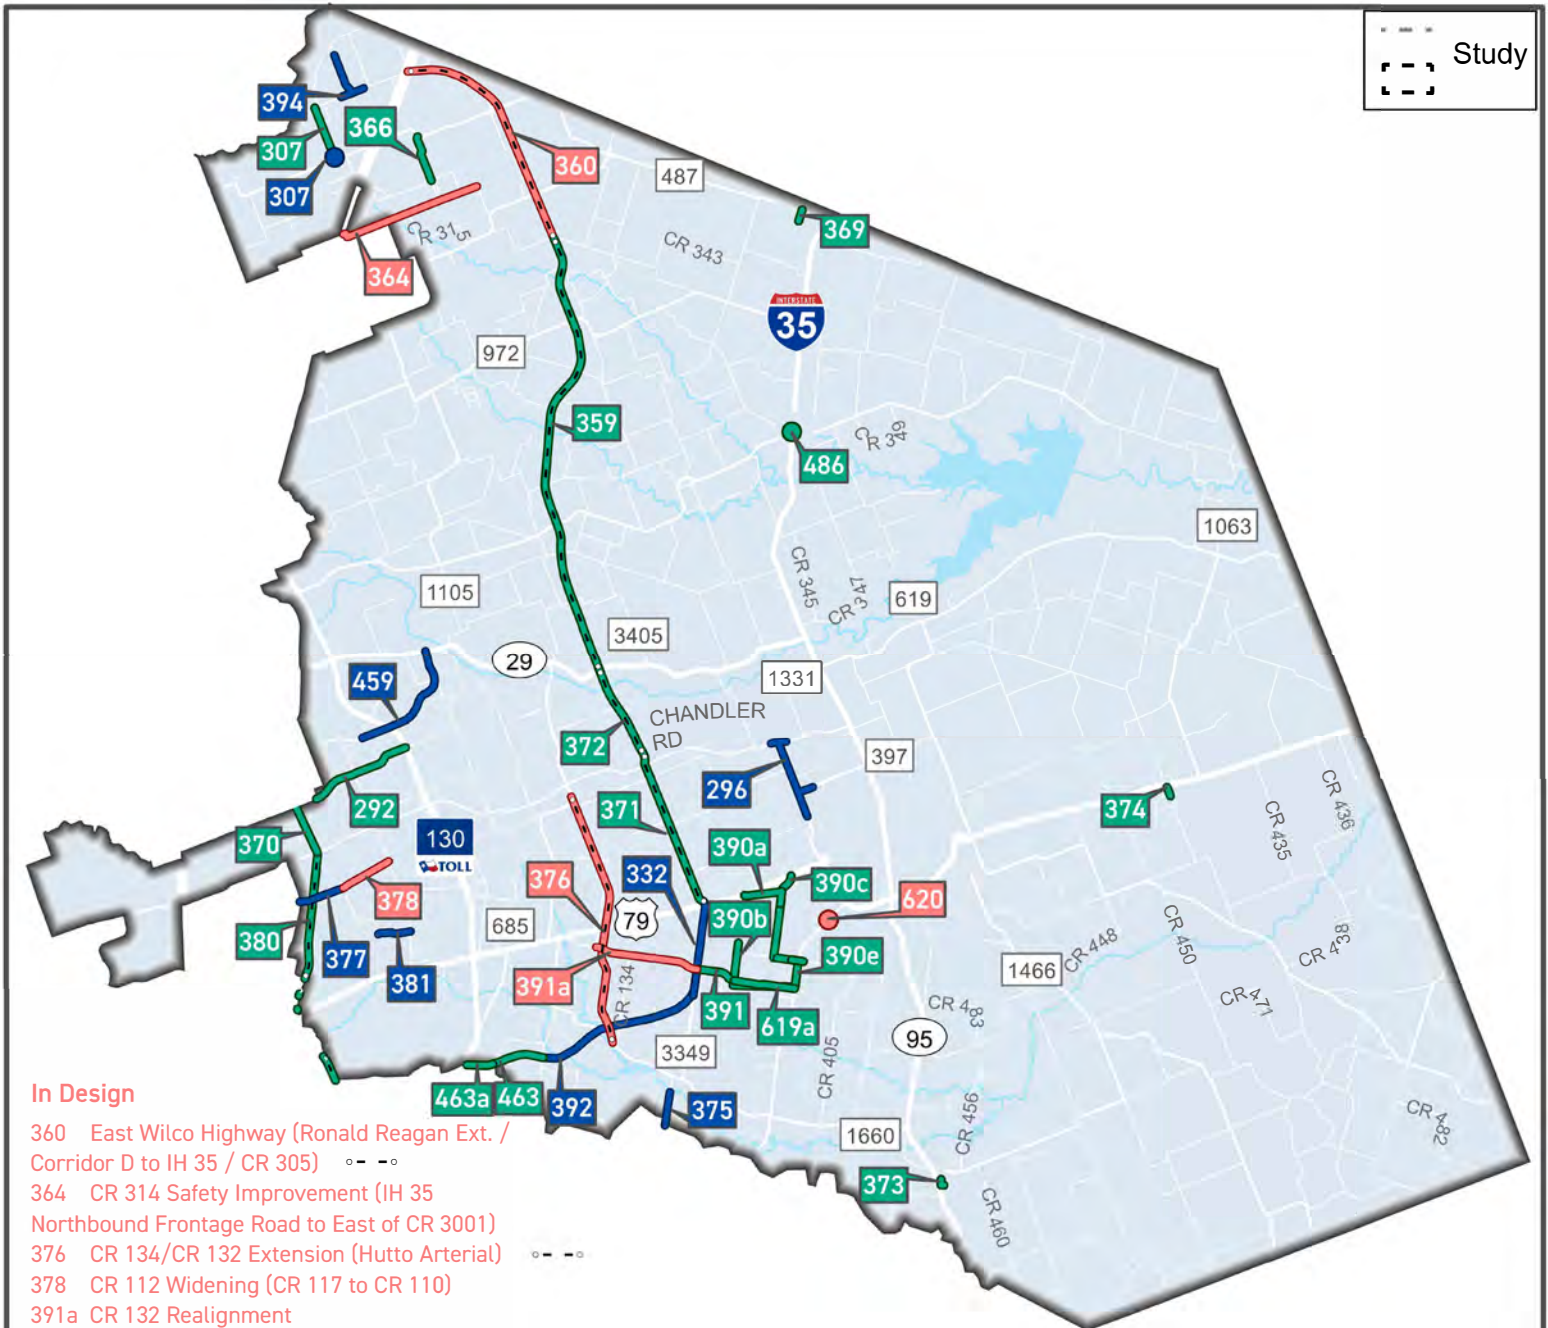 Study
394
307
366
307
360
487
364
CR 315
CR 343
369
INTERSTATE
35
972
359
CR 349
486
1063
CR 345
CR 347
1105
619
3405
29
1331
459
CHANDLER
RD
372
397
296
292
371
374
CR 436
CR 435
370
130
TOLL
390a
376
332
390c
378
620
390b
79
685
380
377
381
391a
CR 134
390e
391
619a
1466
CR 448
CR 450
CR 438
CR 471
CR 483
95
3349
CR 405
463a
463
392
375
CR 456
1660
CR 482
373
CR 460
In Design
360 East Wilco Highway (Ronald Reagan Ext. /
Corridor D to IH 35 / CR 305)
364 CR 314 Safety Improvement (IH 35
Northbound Frontage Road to East of CR 3001)
376 CR 134/CR 132 Extension (Hutto Arterial)
378 CR 112 Widening (CR 117 to CR 110)
391a CR 132 Realignment